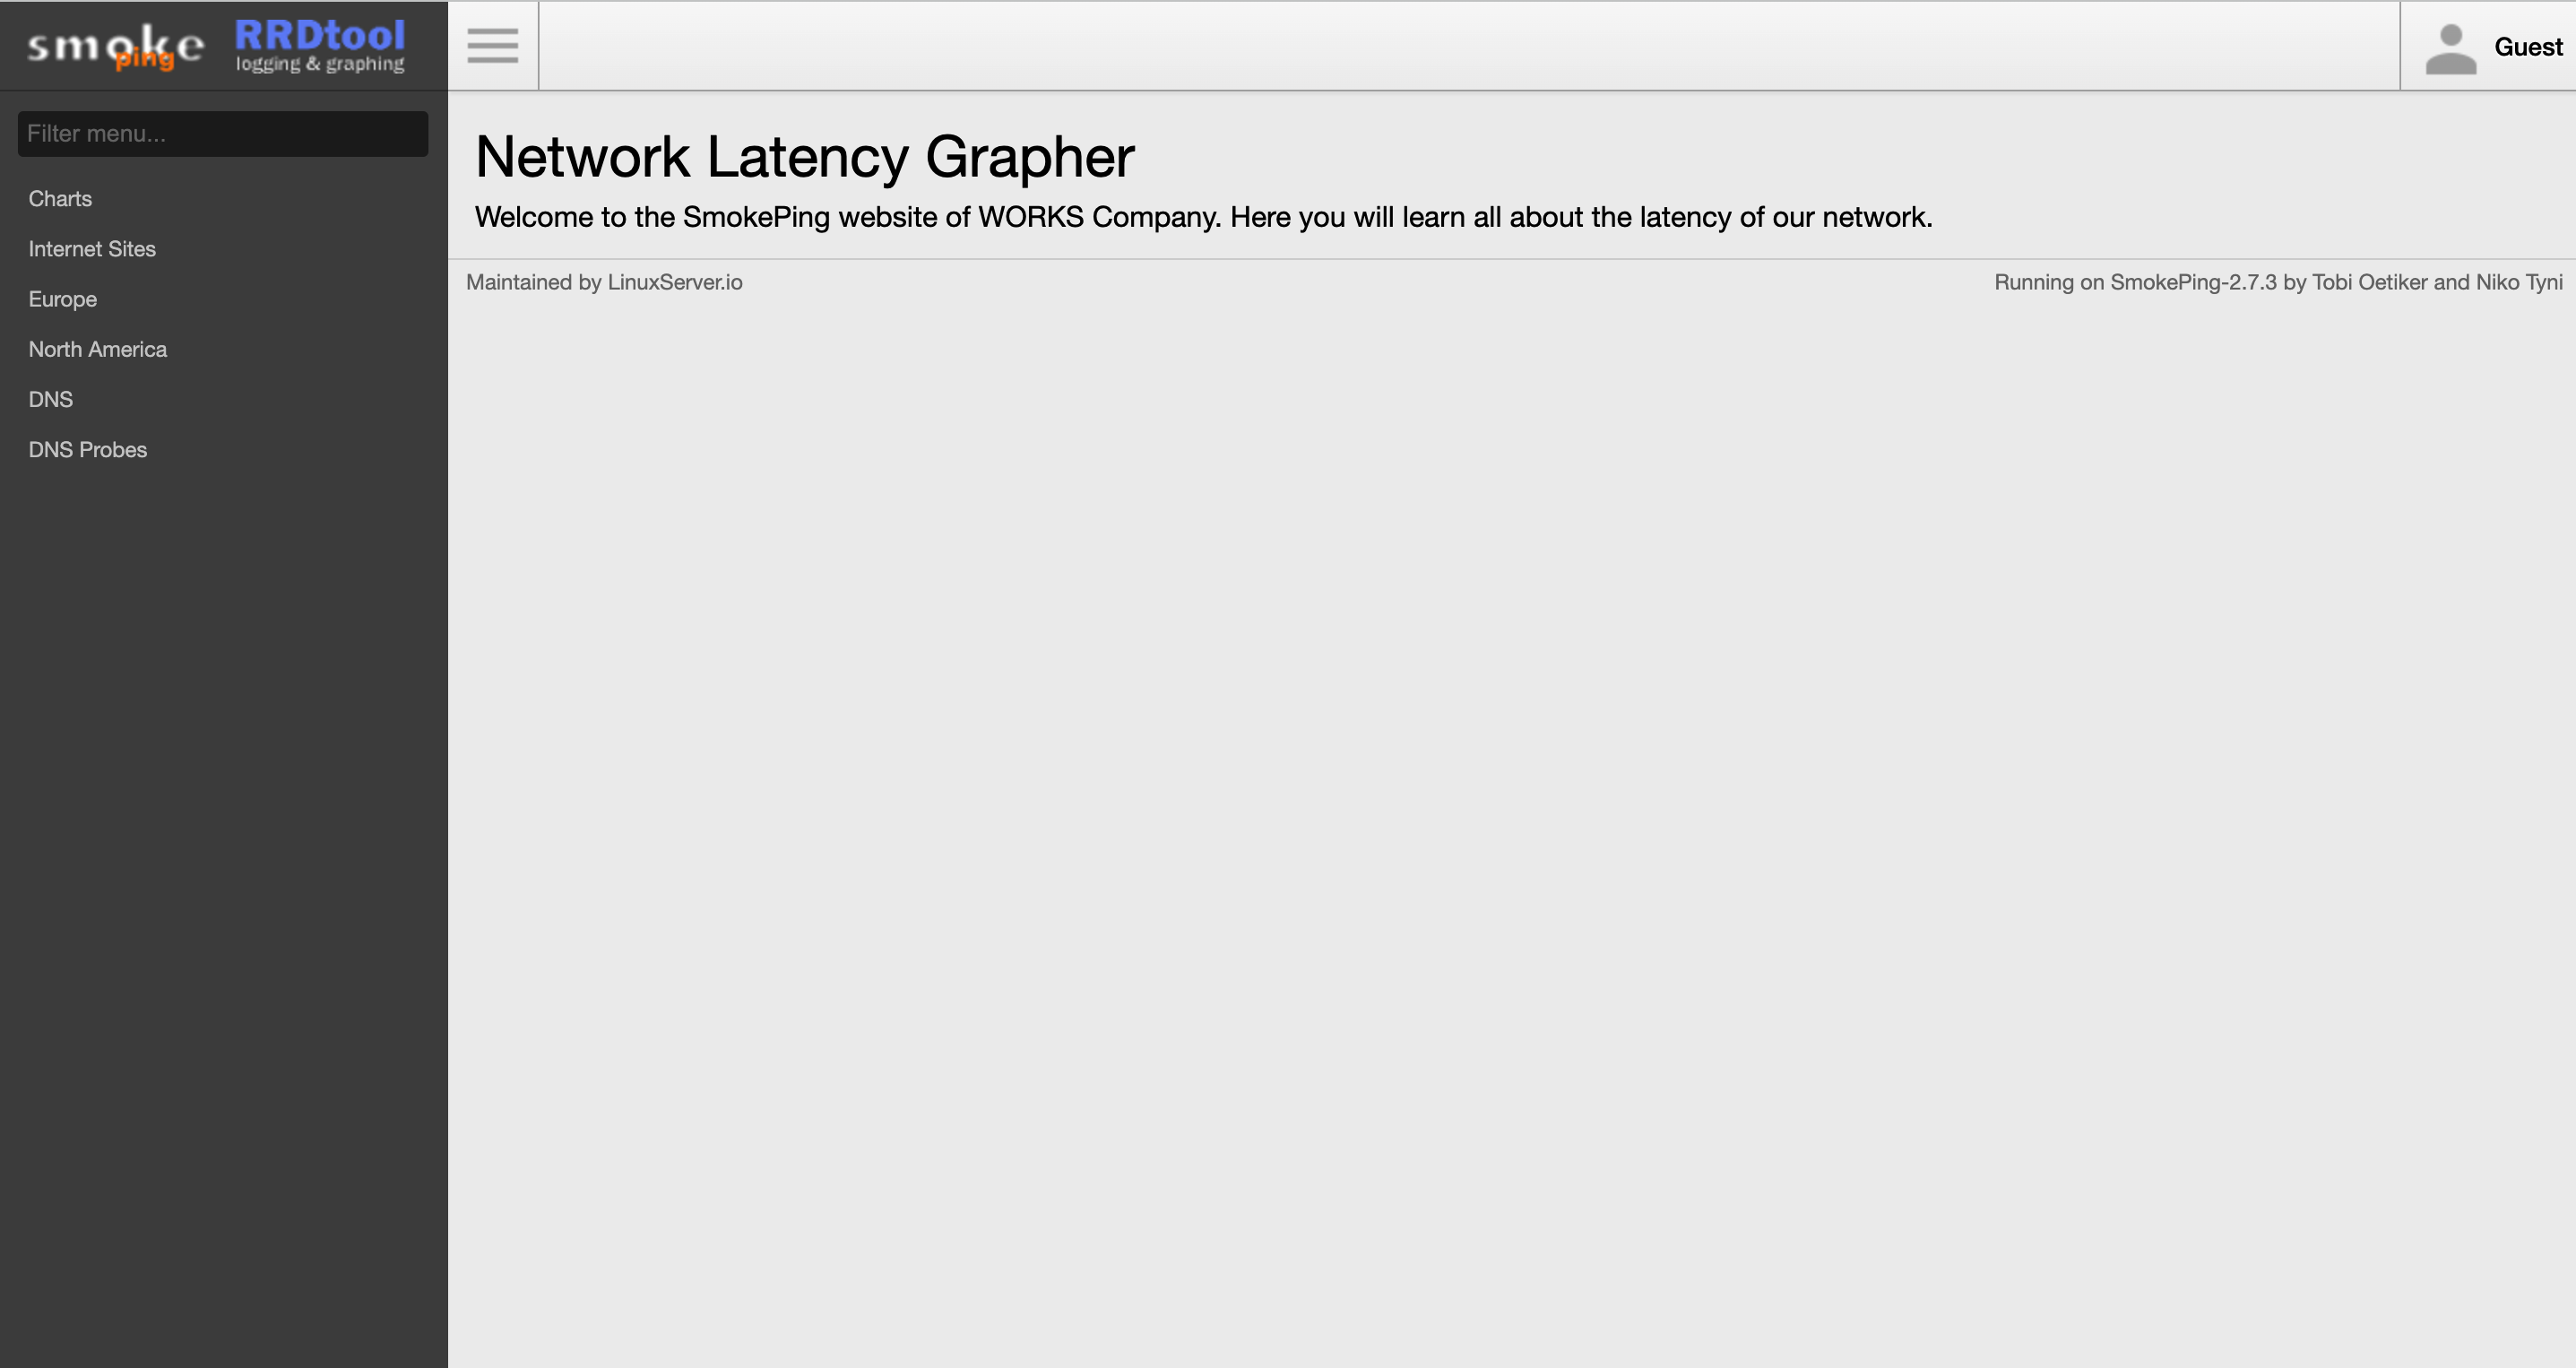 smoke
ping
RRDtool
logging & graphing
Guest
Filter menu...
Charts
Internet Sites
Europe
North America
DNS
DNS Probes
Network Latency Grapher
Welcome to the SmokePing website of WORKS Company. Here you will learn all about the latency of our network.
Maintained by LinuxServer.io
Running on SmokePing-2.7.3 by Tobi Oetiker and Niko Tyni